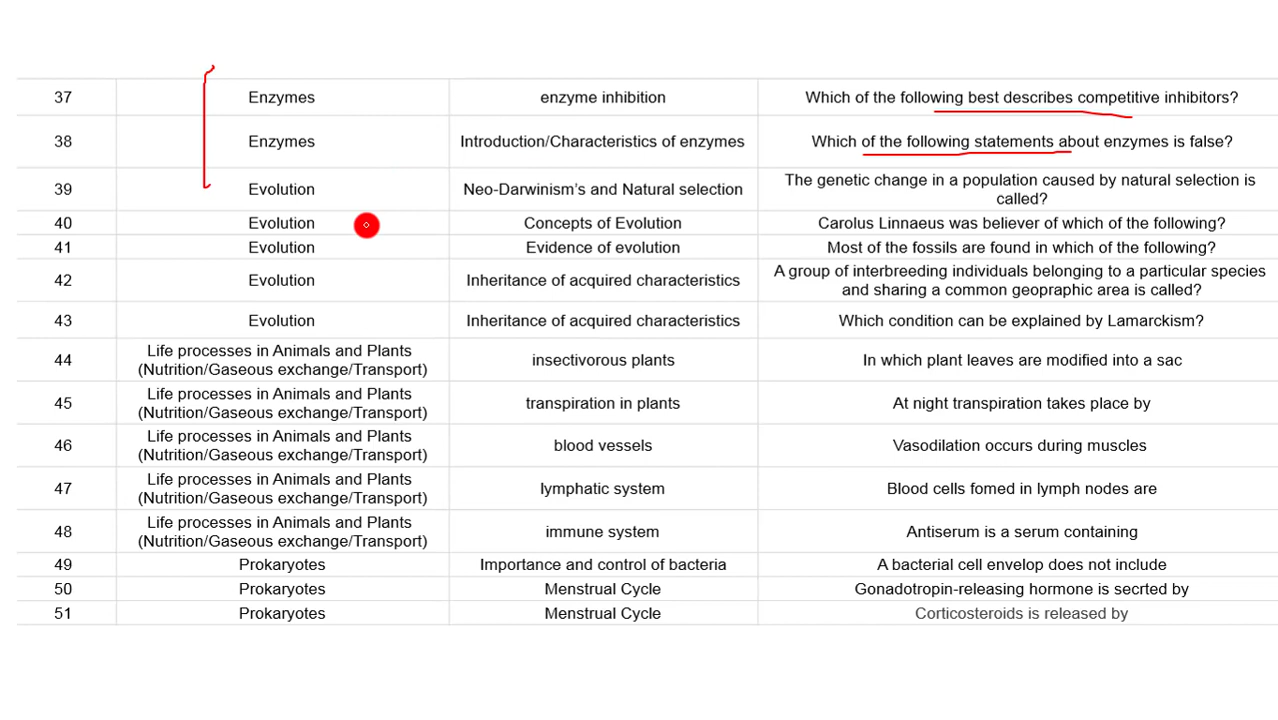 37 Enzymes enzyme inhibition Which of the following best describes competitive inhibitors?
38 Enzymes Introduction/Characteristics of enzymes Which of the following statements about enzymes is false?
39 Evolution Neo-Darwinism's and Natural selection The genetic change in a population caused by natural selection is
called?
40 Evolution Concepts of Evolution Carolus Linnaeus was believer of which of the following?
41 Evolution Evidence of evolution Most of the fossils are found in which of the following?
42 Evolution Inheritance of acquired characteristics A group of interbreeding individuals belonging to a particular species
and sharing a common geopraphic area is called?
43 Evolution Inheritance of acquired characteristics Which condition can be explained by Lamarckism?
44 Life processes in Animals and Plants
(Nutrition/Gaseous exchange/Transport) insectivorous plants In which plant leaves are modified into a sac
45 Life processes in Animals and Plants
(Nutrition/Gaseous exchange/Transport) transpiration in plants At night transpiration takes place by
46 Life processes in Animals and Plants
(Nutrition/Gaseous exchange/Transport) blood vessels Vasodilation occurs during muscles
47 Life processes in Animals and Plants
(Nutrition/Gaseous exchange/Transport) lymphatic system Blood cells fomed in lymph nodes are
48 Life processes in Animals and Plants
(Nutrition/Gaseous exchange/Transport) immune system Antiserum is a serum containing
49 Prokaryotes Importance and control of bacteria A bacterial cell envelop does not include
50 Prokaryotes Menstrual Cycle Gonadotropin-releasing hormone is secrted by
51 Prokaryotes Menstrual Cycle Corticosteroids is released by